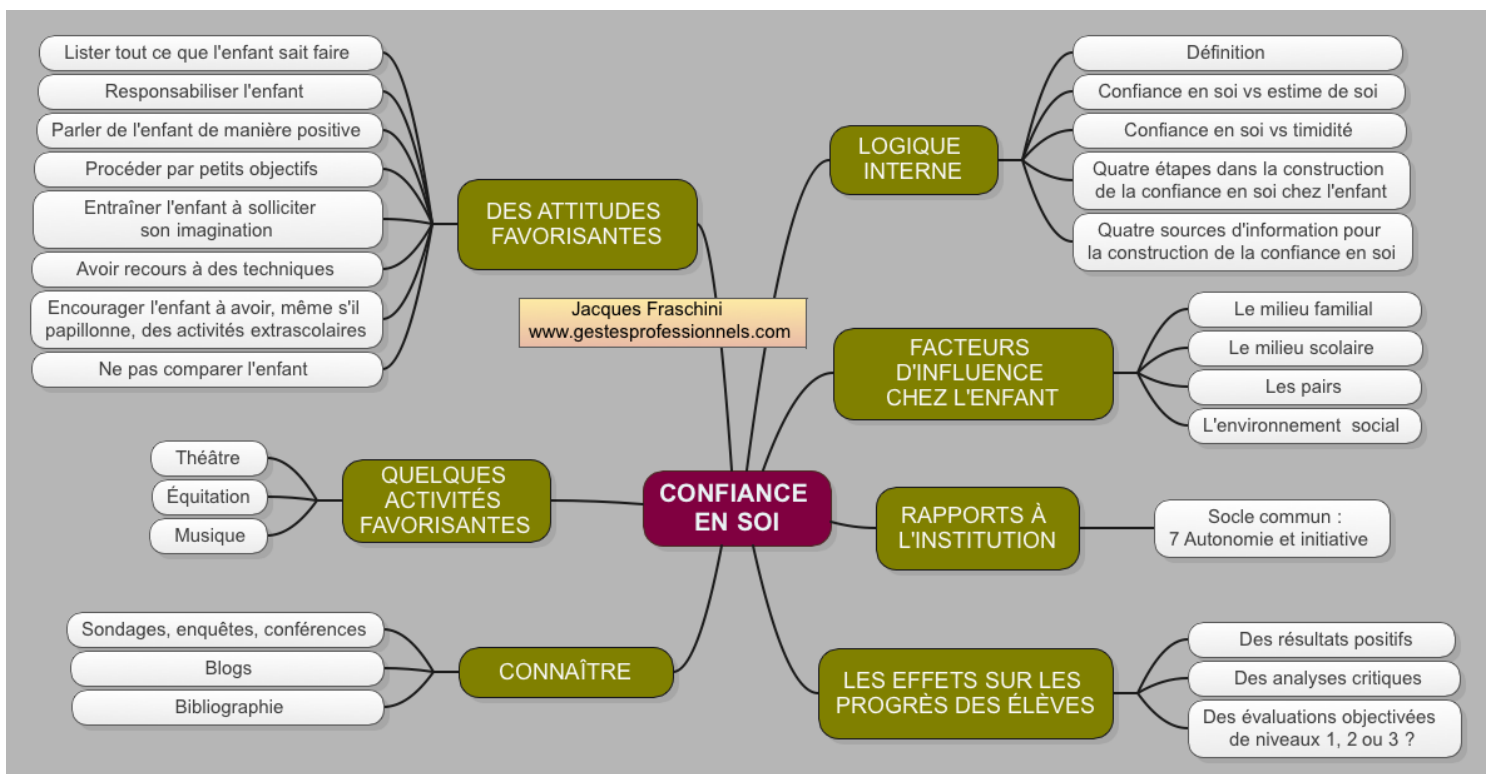 CONFIANCE
EN SOI
Jacques Fraschini
www.gestesprofessionnels.com
LOGIQUE
INTERNE
Définition
Confiance en soi vs estime de soi
Confiance en soi vs timidité
Quatre étapes dans la construction
de la confiance en soi chez l'enfant
Quatre sources d'information pour
la construction de la confiance en soi
FACTEURS
D'INFLUENCE
CHEZ L'ENFANT
Le milieu familial
Le milieu scolaire
Les pairs
L'environnement social
RAPPORTS À
L'INSTITUTION
Socle commun :
7 Autonomie et initiative
LES EFFETS SUR LES
PROGRÈS DES ÉLÈVES
Des résultats positifs
Des analyses critiques
Des évaluations objectivées
de niveaux 1, 2 ou 3 ?
DES ATTITUDES
FAVORISANTES
Lister tout ce que l'enfant sait faire
Responsabiliser l'enfant
Parler de l'enfant de manière positive
Procéder par petits objectifs
Entraîner l'enfant à solliciter
son imagination
Avoir recours à des techniques
Encourager l'enfant à avoir, même s'il
papillonne, des activités extrascolaires
Ne pas comparer l'enfant
QUELQUES
ACTIVITÉS
FAVORISANTES
Théâtre
Équitation
Musique
CONNAÎTRE
Sondages, enquêtes, conférences
Blogs
Bibliographie